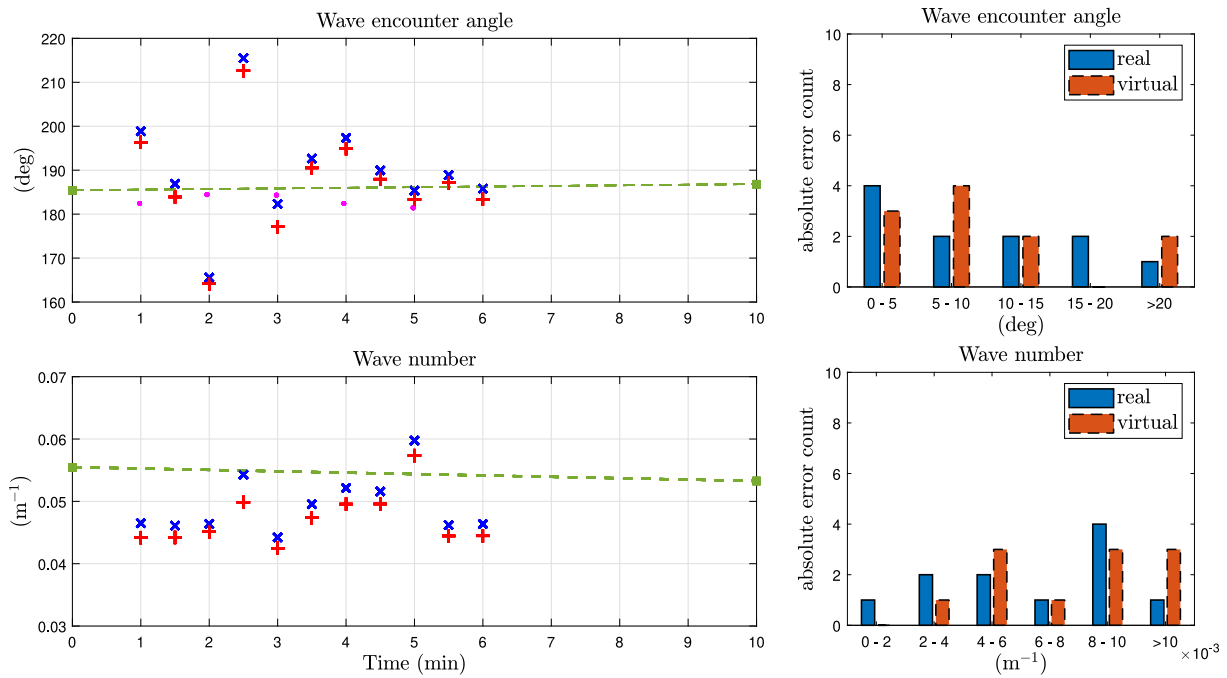 Wave encounter angle
220
210
200
190
180
170
160
(deg)
0 1 2 3 4 5 6 7 8 9 10
Wave encounter angle
10
8
6
4
2
0
absolute error count
real
virtual
0 - 5 5 - 10 10 - 15 15 - 20 >20
(deg)
Wave number
0.07
0.06
0.05
0.04
0.03
(m⁻¹)
0 1 2 3 4 5 6 7 8 9 10
Time (min)
Wave number
10
8
6
4
2
0
absolute error count
real
virtual
0 - 2 2 - 4 4 - 6 6 - 8 8 - 10 >10
(m⁻¹) ×10⁻³